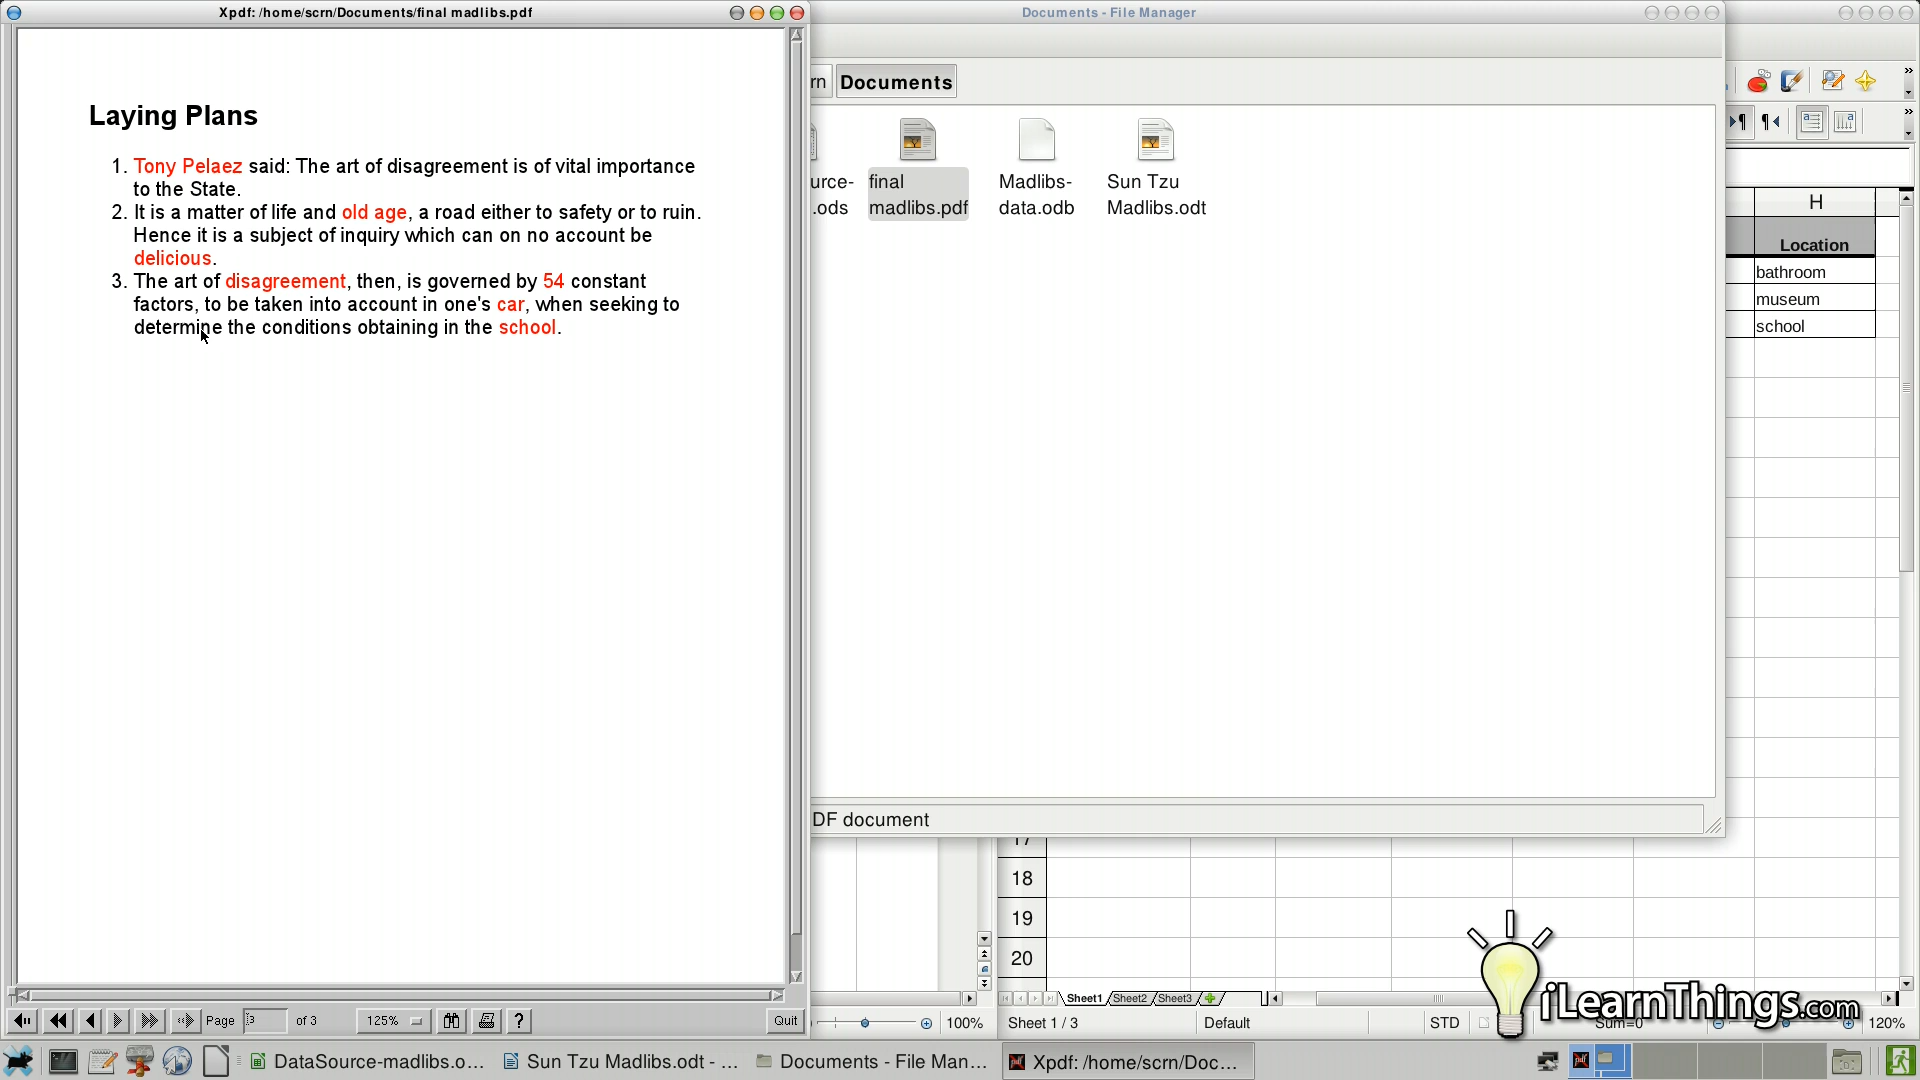 Xpdf: /home/scrn/Documents/final madlibs.pdf
Laying Plans
1. Tony Pelaez said: The art of disagreement is of vital importance
to the State.
2. It is a matter of life and old age, a road either to safety or to ruin.
Hence it is a subject of inquiry which can on no account be
delicious.
3. The art of disagreement, then, is governed by 54 constant
factors, to be taken into account in one's car, when seeking to
determine the conditions obtaining in the school.
Page 3 of 3 125% ? Quit
Documents - File Manager
rn Documents
urce-
.ods
final
madlibs.pdf
Madlibs-
data.odb
Sun Tzu
Madlibs.odt
DF document
H
Location
bathroom
museum
school
17
18
19
20
Sheet1 Sheet2 Sheet3
100% Sheet 1 / 3 Default STD Sum=0 120%
iLearnThings.com
DataSource-madlibs.o... Sun Tzu Madlibs.odt - ... Documents - File Man... Xpdf: /home/scrn/Doc...